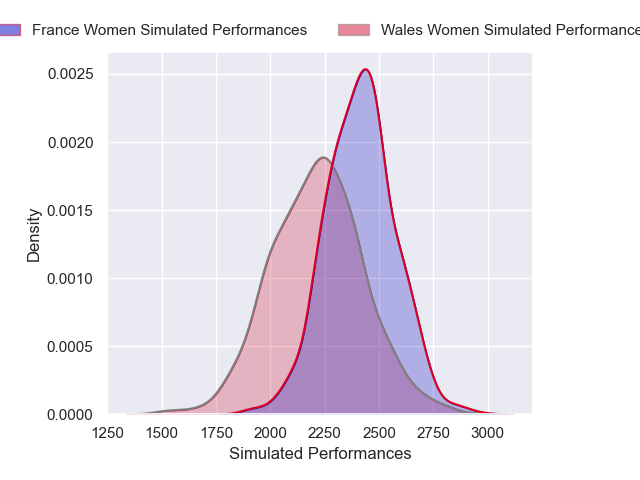 France Women Simulated Performances
Wales Women Simulated Performance
0.0025
0.0020
0.0015
0.0010
0.0005
0.0000
Density
1250 1500 1750 2000 2250 2500 2750 3000
Simulated Performances